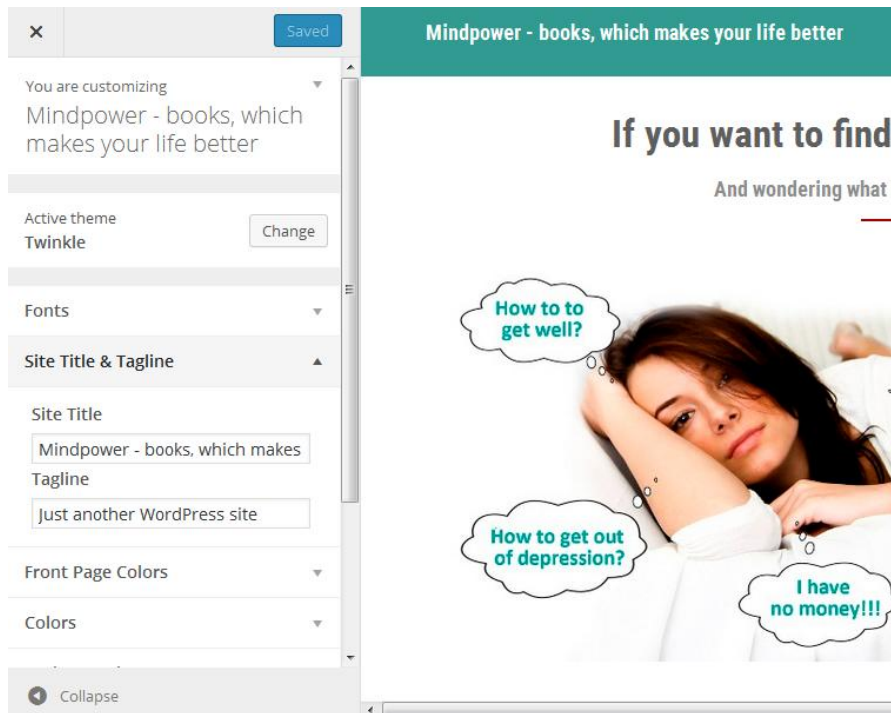 Saved
You are customizing
Mindpower - books, which
makes your life better
Active theme
Twinkle
Change
Fonts
Site Title & Tagline
Site Title
Mindpower - books, which makes
Tagline
Just another WordPress site
Front Page Colors
Colors
Collapse
Mindpower - books, which makes your life better
If you want to find
And wondering what
How to to
get well?
How to get out
of depression?
I have
no money!!!